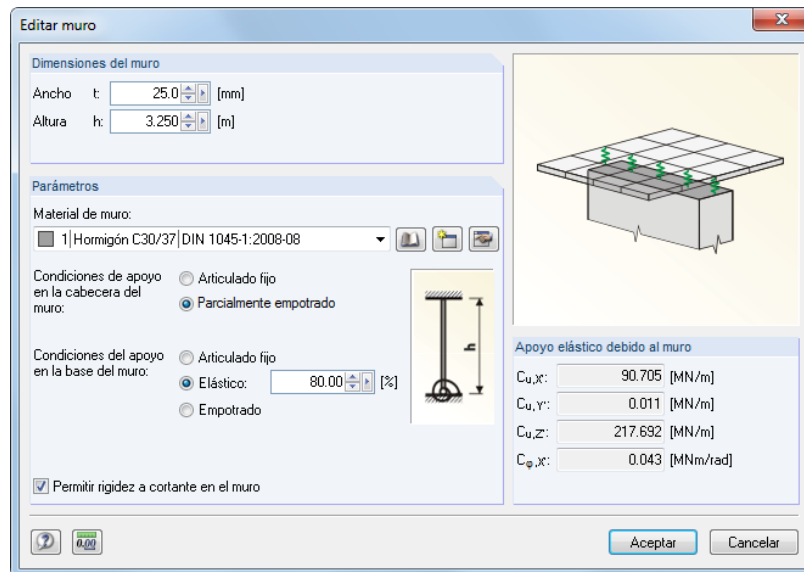 Editar muro
Dimensiones del muro
Ancho t: 25.0 [mm]
Altura h: 3.250 [m]
Parámetros
Material de muro:
1 Hormigón C30/37 DIN 1045-1:2008-08
Condiciones de apoyo
en la cabecera del
muro:
Articulado fijo
Parcialmente empotrado
Condiciones del apoyo
en la base del muro:
Articulado fijo
Elástico: 80.00 [%]
Empotrado
h
Permitir rigidez a cortante en el muro
Apoyo elástico debido al muro
Cu,X': 90.705 [MN/m]
Cu,Y': 0.011 [MN/m]
Cu,Z': 217.692 [MN/m]
Cφ,X': 0.043 [MNm/rad]
0.00
Aceptar Cancelar